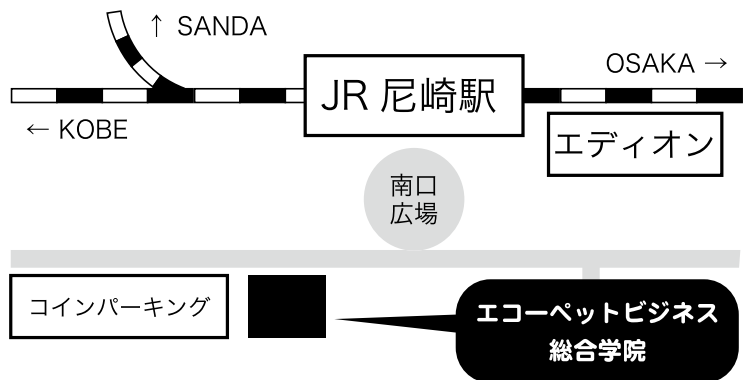 ↑ SANDA
OSAKA →
JR 尼崎駅
← KOBE
エディオン
南口
広場
コインパーキング
エコーペットビジネス
総合学院